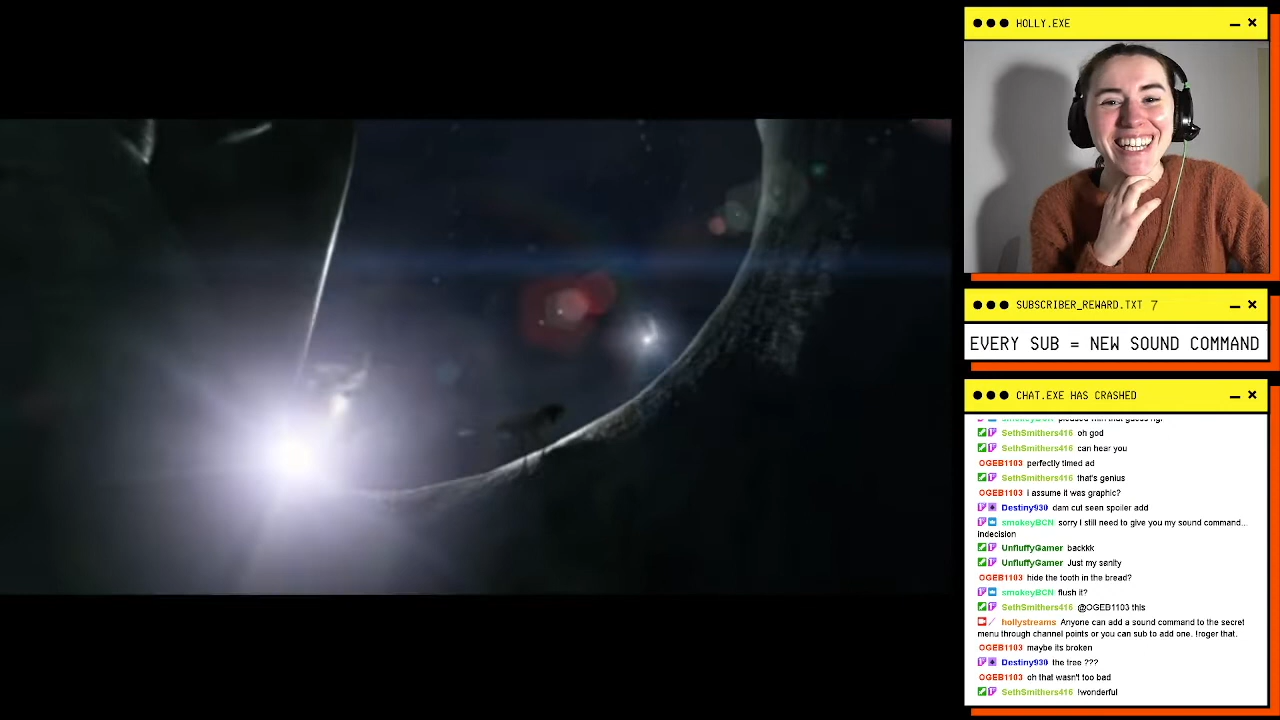 HOLLY.EXE
SUBSCRIBER_REWARD.TXT 7
EVERY SUB = NEW SOUND COMMAND
CHAT.EXE HAS CRASHED
SethSmithers416 oh god
SethSmithers416 can hear you
OGEB1103 perfectly timed ad
SethSmithers416 that's genius
OGEB1103 I assume it was graphic?
Destiny930 dam cut seen spoiler add
smokeyBCN sorry I still need to give you my sound command...
indecision
UnfluffyGamer backkk
UnfluffyGamer Just my sanity
OGEB1103 hide the tooth in the bread?
smokeyBCN flush it?
SethSmithers416 @OGEB1103 this
hollystreams Anyone can add a sound command to the secret
menu through channel points or you can sub to add one. !roger that.
OGEB1103 maybe its broken
Destiny930 the tree ???
OGEB1103 oh that wasn't too bad
SethSmithers416 !wonderful